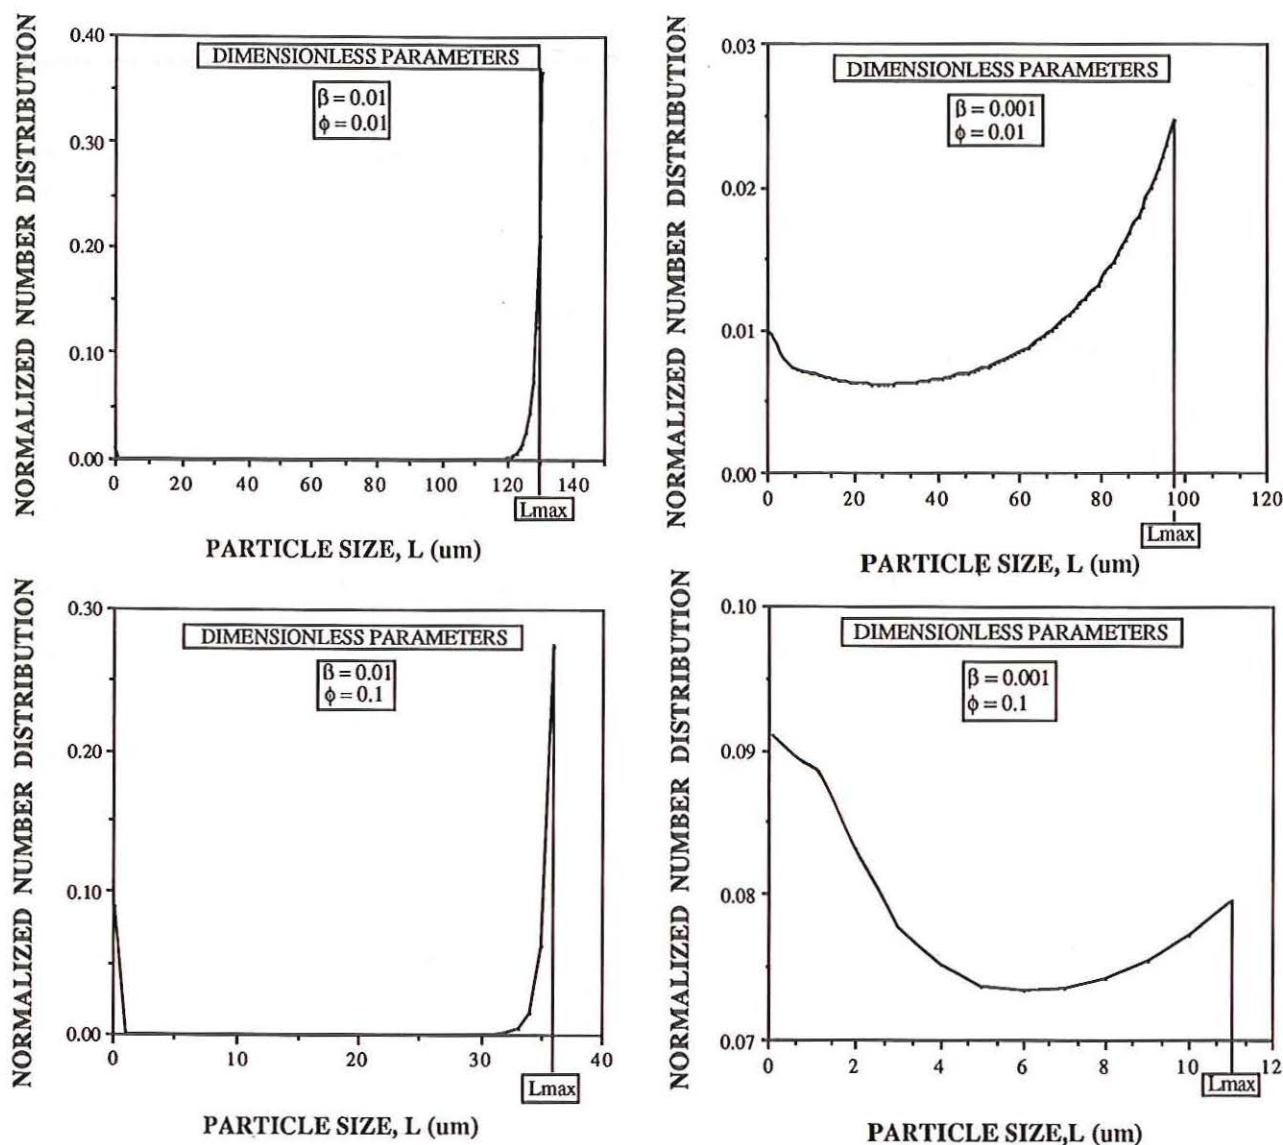 NORMALIZED NUMBER DISTRIBUTION
0.40
0.30
0.20
0.10
0.00
DIMENSIONLESS PARAMETERS
β = 0.01
ϕ = 0.01
0 20 40 60 80 100 120 140
Lmax
PARTICLE SIZE, L (um)
NORMALIZED NUMBER DISTRIBUTION
0.03
0.02
0.01
0.00
DIMENSIONLESS PARAMETERS
β = 0.001
ϕ = 0.01
0 20 40 60 80 100 120
Lmax
PARTICLE SIZE, L (um)
NORMALIZED NUMBER DISTRIBUTION
0.30
0.20
0.10
0.00
DIMENSIONLESS PARAMETERS
β = 0.01
ϕ = 0.1
0 10 20 30 40
Lmax
PARTICLE SIZE, L (um)
NORMALIZED NUMBER DISTRIBUTION
0.10
0.09
0.08
0.07
DIMENSIONLESS PARAMETERS
β = 0.001
ϕ = 0.1
0 2 4 6 8 10 12
Lmax
PARTICLE SIZE,L (um)